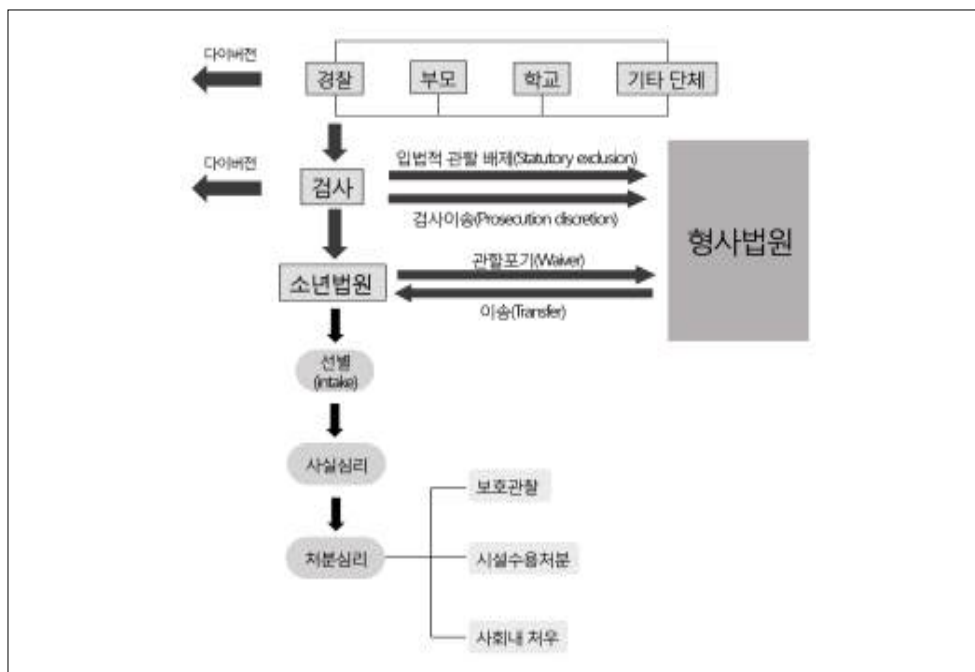 다이버전
경찰
부모
학교
기타 단체
다이버전
검사
입법적 관할 배제(Statutory exclusion)
검사이송(Prosecution discretion)
형사법원
소년법원
관할포기(Waiver)
이송(Transfer)
선별
(intake)
사실심리
처분심리
보호관찰
시설수용처분
사회내 처우